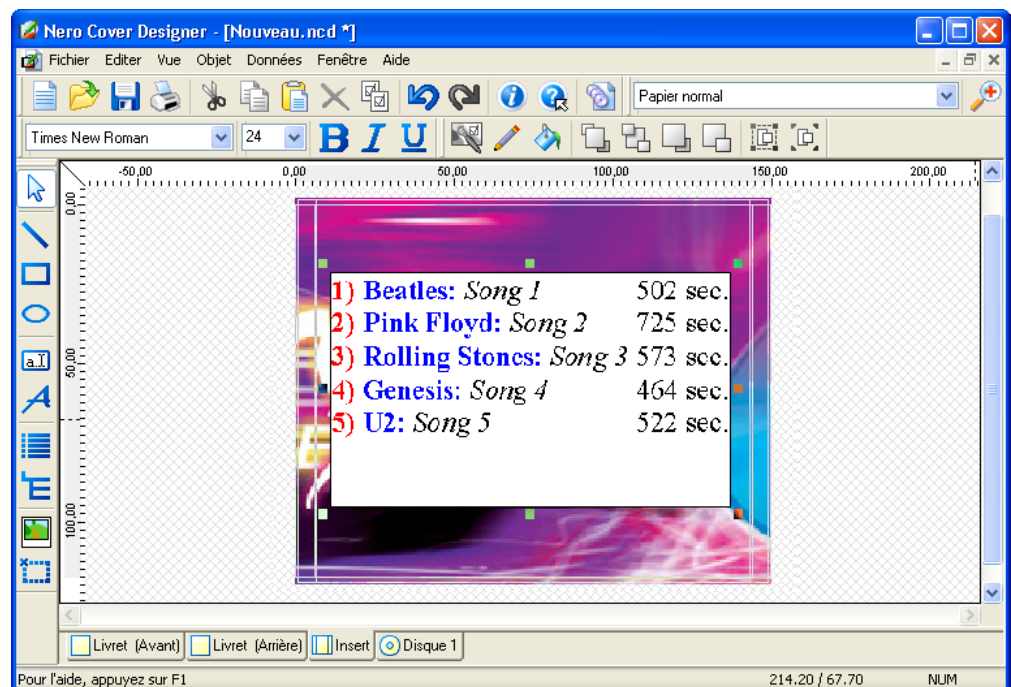 Nero Cover Designer - [Nouveau.ncd *]
Fichier Editer Vue Objet Données Fenêtre Aide
Papier normal
Times New Roman 24 B I U
-50,00 0,00 50,00 100,00 150,00 200,00
0,00
50,00
100,00
a.I
A
1) Beatles: Song 1 502 sec.
2) Pink Floyd: Song 2 725 sec.
3) Rolling Stones: Song 3 573 sec.
4) Genesis: Song 4 464 sec.
5) U2: Song 5 522 sec.
Livret (Avant) Livret (Arrière) Insert Disque 1
Pour l'aide, appuyez sur F1 214.20 / 67.70 NUM